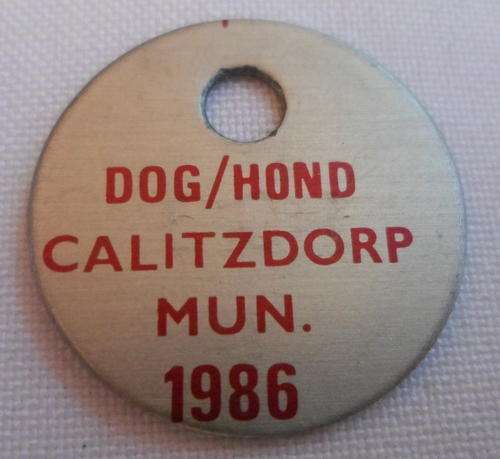 DOG/HOND
CALITZDORP
MUN.
1986